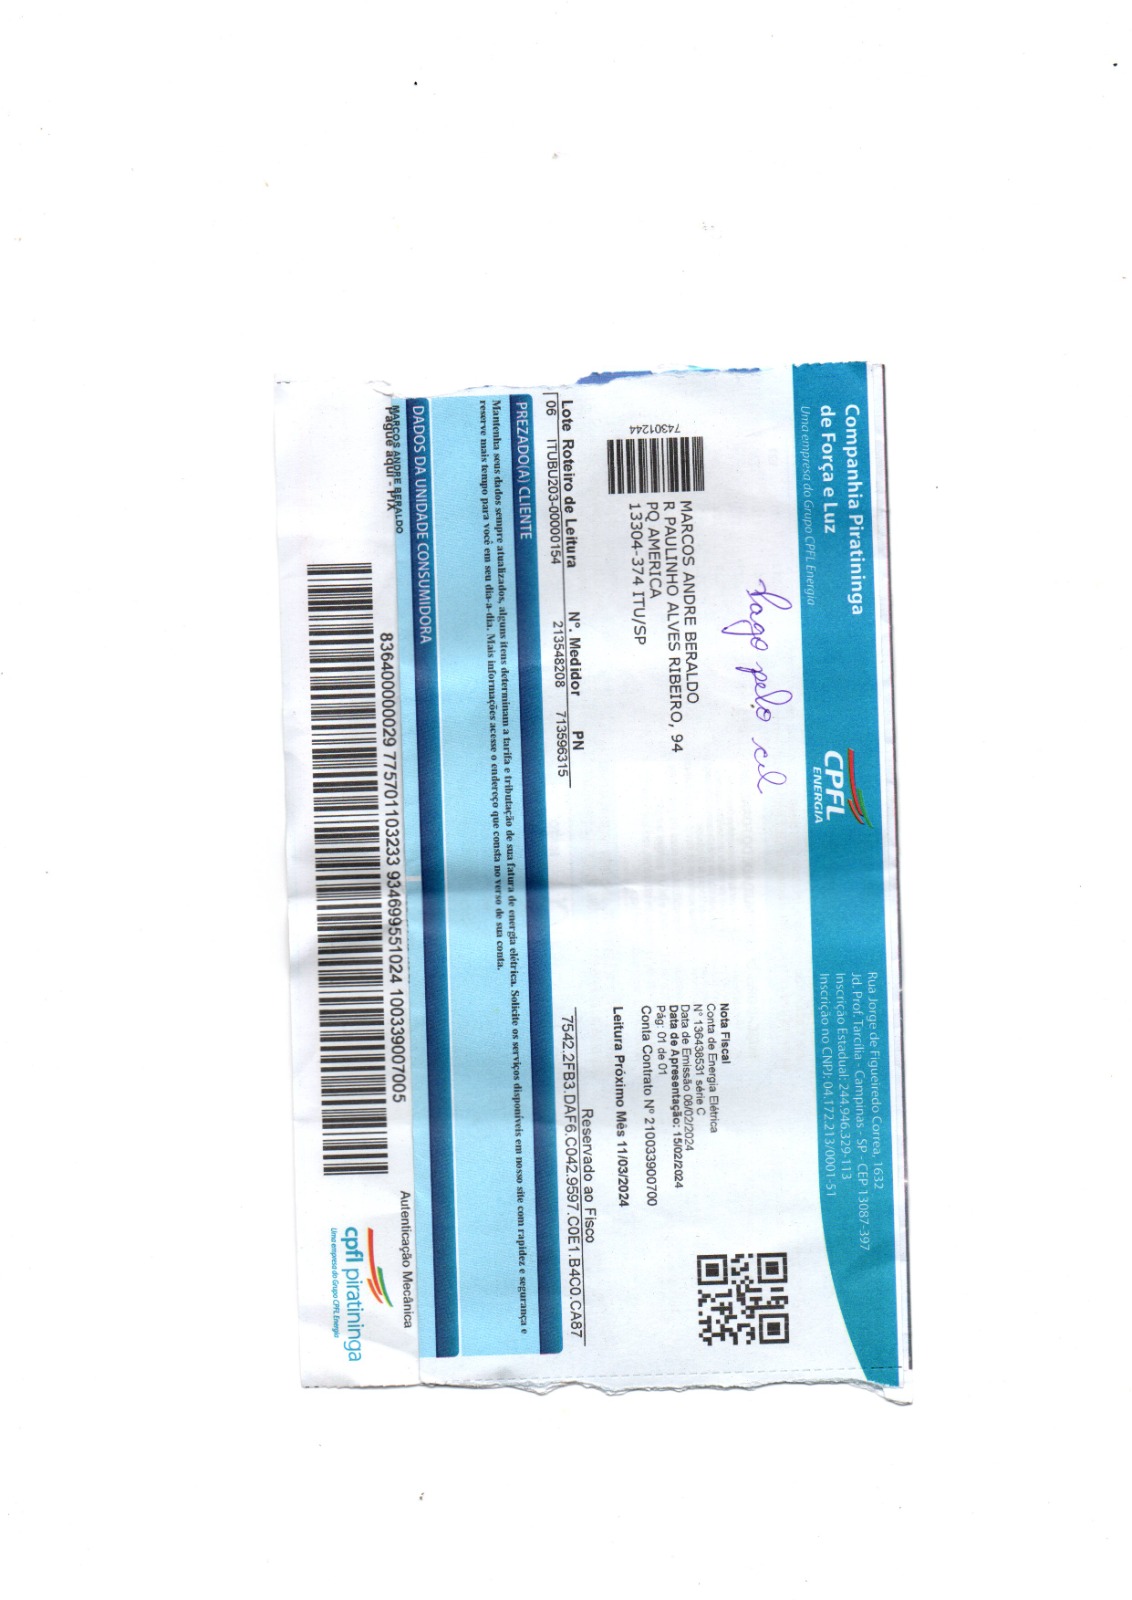 Companhia Piratininga
de Força e Luz
Uma empresa do Grupo CPFL Energia
CPFL
ENERGIA
Rua Jorge de Figueiredo Correa, 1632
Jd. Prof. Tarcília - Campinas - SP - CEP 13087-397
Inscrição Estadual: 244.946.329-113
Inscrição no CNPJ: 04.172.213/0001-51
Pago pelo cel
74301244
MARCOS ANDRE BERALDO
R PAULINHO ALVES RIBEIRO, 94
PQ AMERICA
13304-374 ITU/SP
Nota Fiscal
Conta de Energia Elétrica
N° 136438531 série C
Data de Emissão 08/02/2024
Data de Apresentação: 15/02/2024
Pág: 01 de 01
Conta Contrato N° 210033900700
Leitura Próximo Mês 11/03/2024
Lote Roteiro de Leitura N°. Medidor PN
06 ITUBU203-00000154 213548208 713596315
Reservado ao Fisco
7542.2FB3.DAF6.C042.9597.C0E1.B4C0.CA87
PREZADO(A) CLIENTE
Mantenha seus dados sempre atualizados, alguns itens determinam a tarifa e tributação de sua fatura de energia elétrica. Solicite os serviços disponíveis em nosso site com rapidez e segurança e
reserve mais tempo para você em seu dia-a-dia. Mais informações acesse o endereço que consta no verso de sua conta.
DADOS DA UNIDADE CONSUMIDORA
MARCOS ANDRE BERALDO
Pague aqui - PIX
Autenticação Mecânica
836400000029 775701103233 934699551024 100339007005
cpfl piratininga
Uma empresa do Grupo CPFL Energia